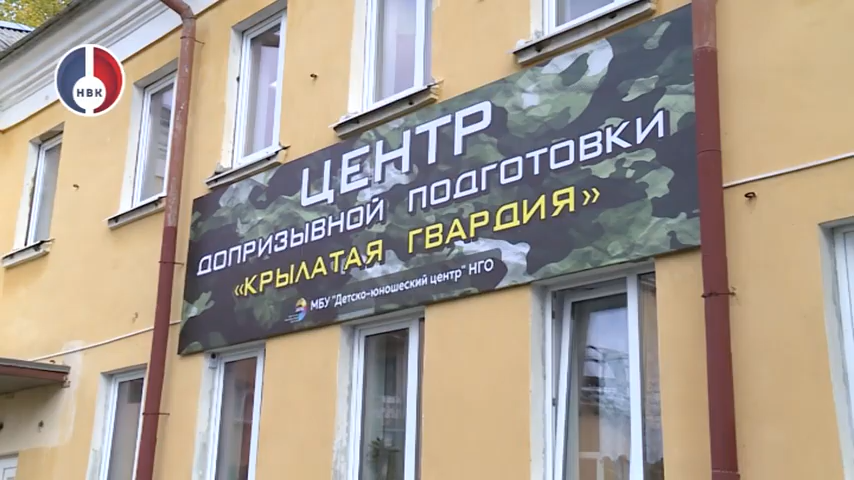 НВК
ЦЕНТР
ДОПРИЗЫВНОЙ ПОДГОТОВКИ
«КРЫЛАТАЯ ГВАРДИЯ»
МБУ "Детско-юношеский центр" НГО